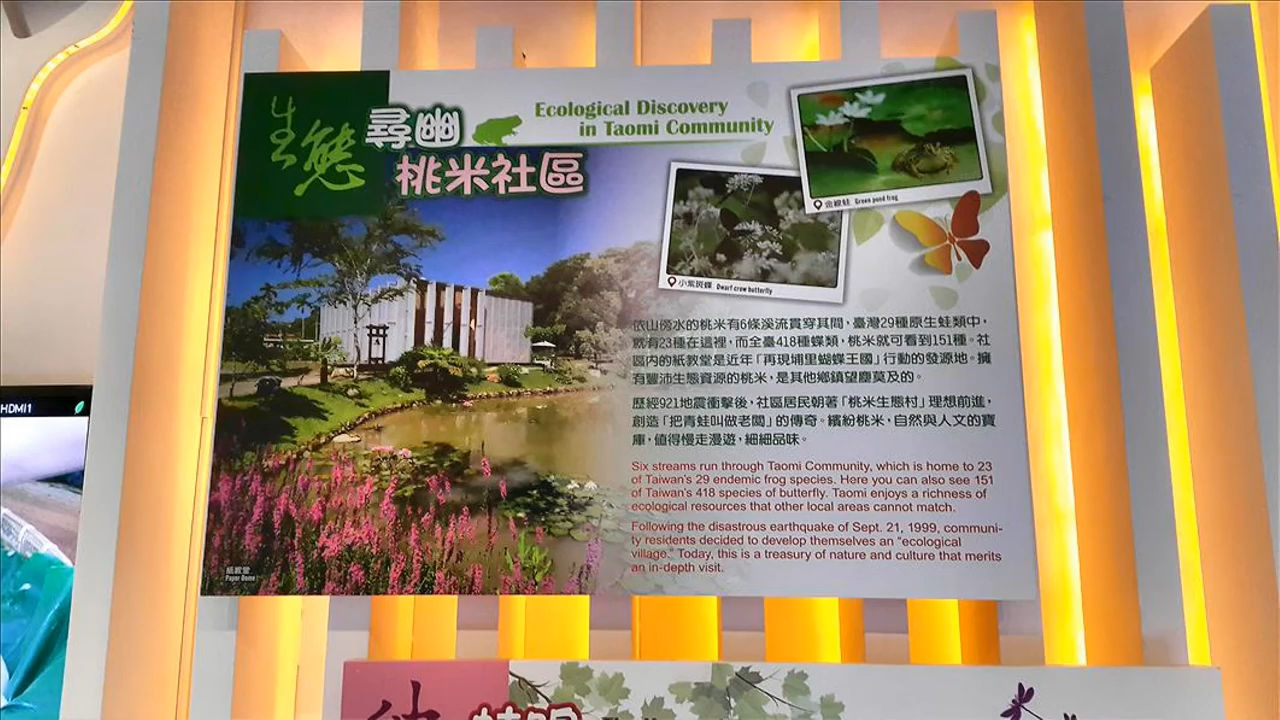 HDMI1
生態
尋幽
桃米社區
Ecological Discovery
in Taomi Community
金線蛙 Green pond frog
小紫斑蝶 Dwarf crow butterfly
依山傍水的桃米有6條溪流貫穿其間，臺灣29種原生蛙類中，
就有23種在這裡，而全臺418種蝶類，桃米就可看到151種。社
區內的紙教堂是近年「再現埔里蝴蝶王國」行動的發源地。擁
有豐沛生態資源的桃米，是其他鄉鎮望塵莫及的。
歷經921地震衝擊後，社區居民朝著「桃米生態村」理想前進，
創造「把青蛙叫做老闆」的傳奇。繽紛桃米，自然與人文的寶
庫，值得慢走漫遊，細細品味。
Six streams run through Taomi Community, which is home to 23
of Taiwan's 29 endemic frog species. Here you can also see 151
of Taiwan's 418 species of butterfly. Taomi enjoys a richness of
ecological resources that other local areas cannot match.
Following the disastrous earthquake of Sept. 21, 1999, communi-
ty residents decided to develop themselves an "ecological
village." Today, this is a treasury of nature and culture that merits
an in-depth visit.
紙教堂
Paper Dome